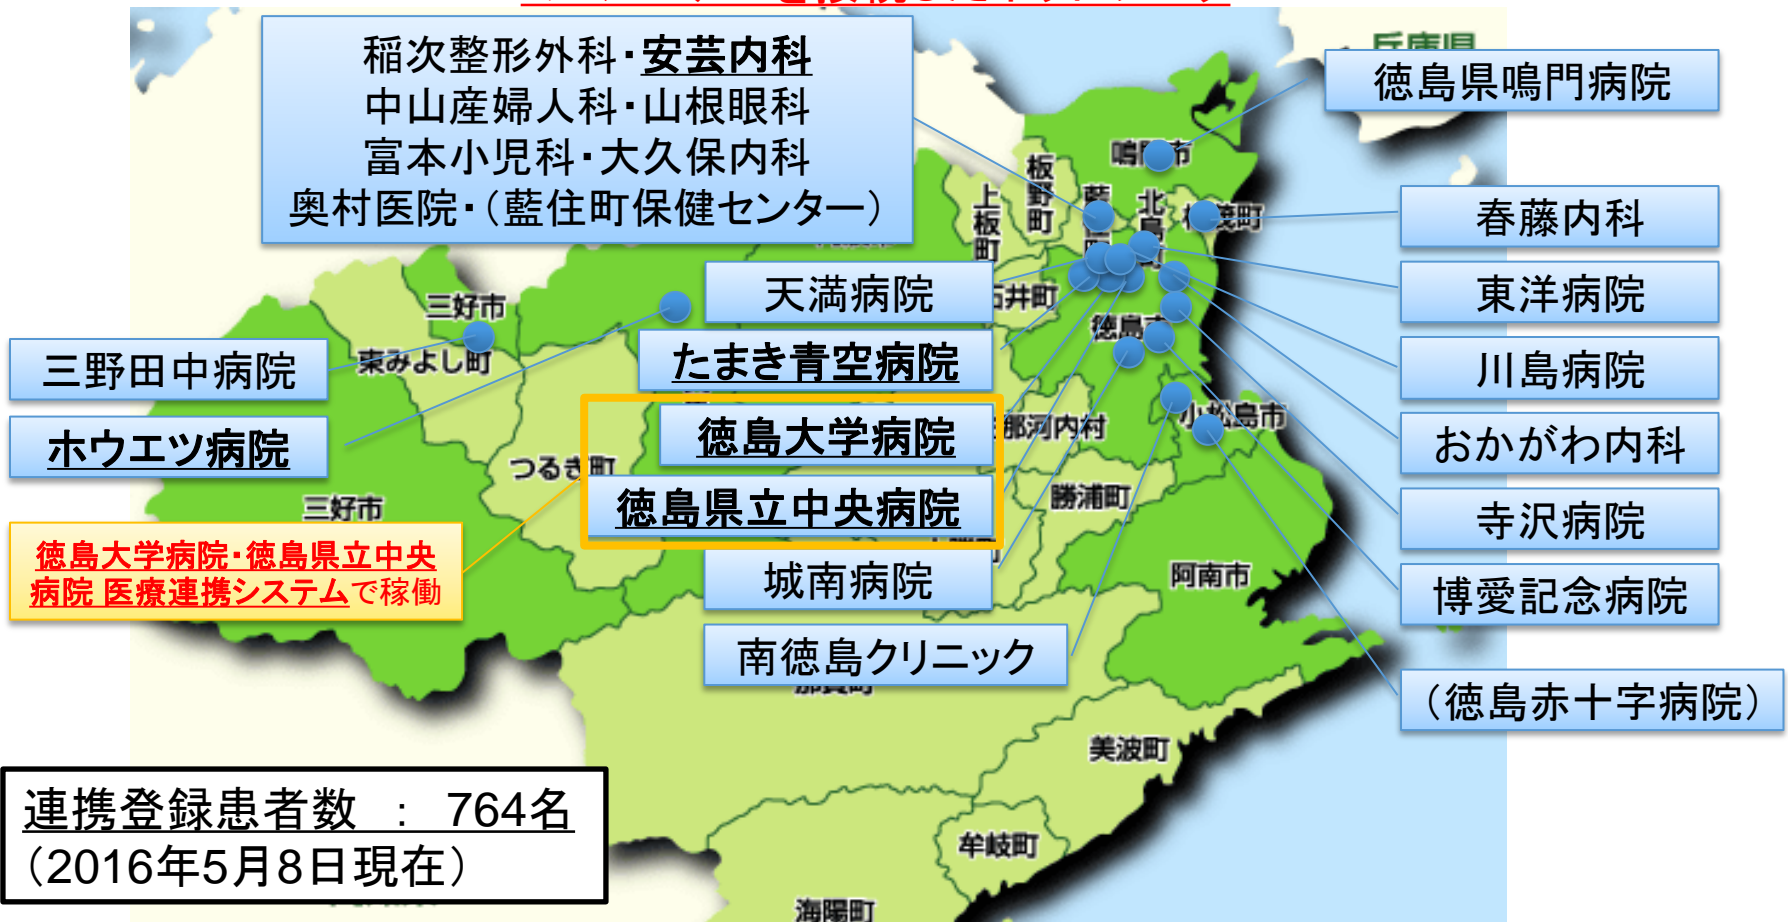 稲次整形外科・安芸内科
中山産婦人科・山根眼科
富本小児科・大久保内科
奥村医院・（藍住町保健センター）
兵庫県
徳島県鳴門病院
春藤内科
東洋病院
川島病院
おかがわ内科
寺沢病院
博愛記念病院
（徳島赤十字病院）
天満病院
たまき青空病院
徳島大学病院
徳島県立中央病院
城南病院
南徳島クリニック
三野田中病院
ホウエツ病院
徳島大学病院・徳島県立中央
病院 医療連携システムで稼働
板野町
上板町
三好市
東みよし町
つるぎ町
三好市
小松島市
勝浦町
阿南市
美波町
牟岐町
海陽町
連携登録患者数 ： 764名
（2016年5月8日現在）